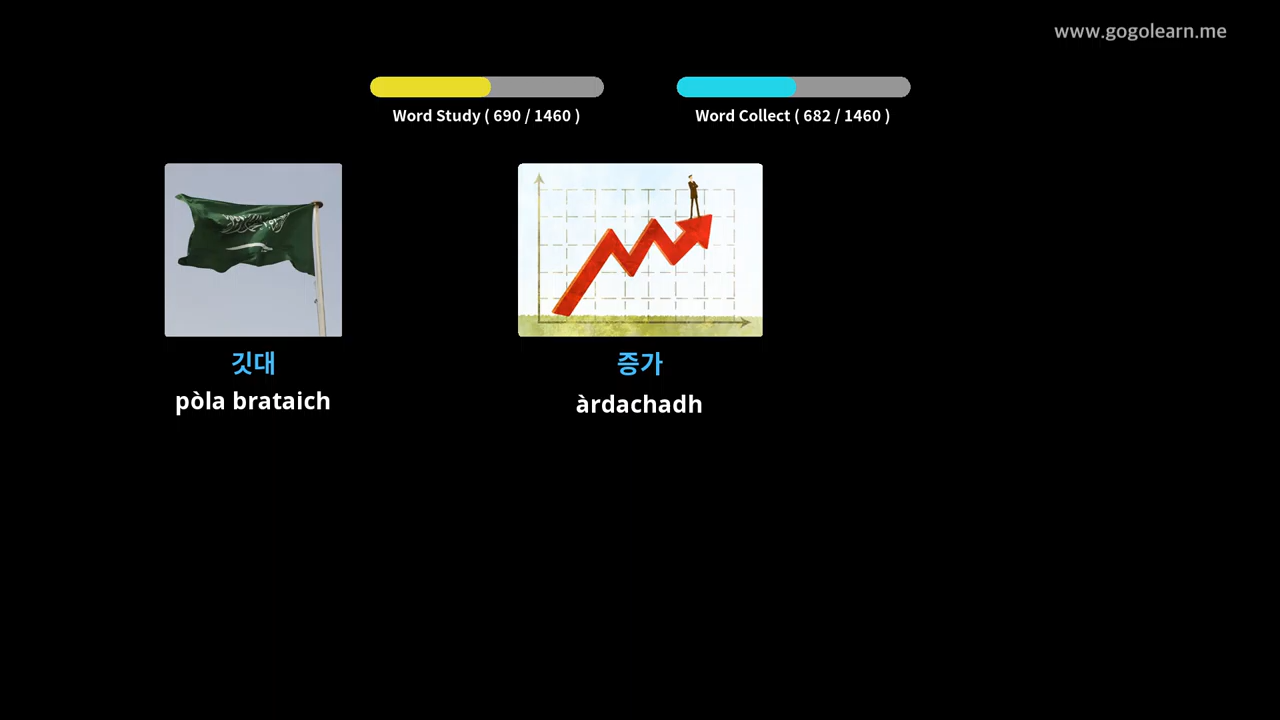 www.gogolearn.me
Word Study ( 690 / 1460 )
Word Collect ( 682 / 1460 )
깃대
pòla brataich
증가
àrdachadh